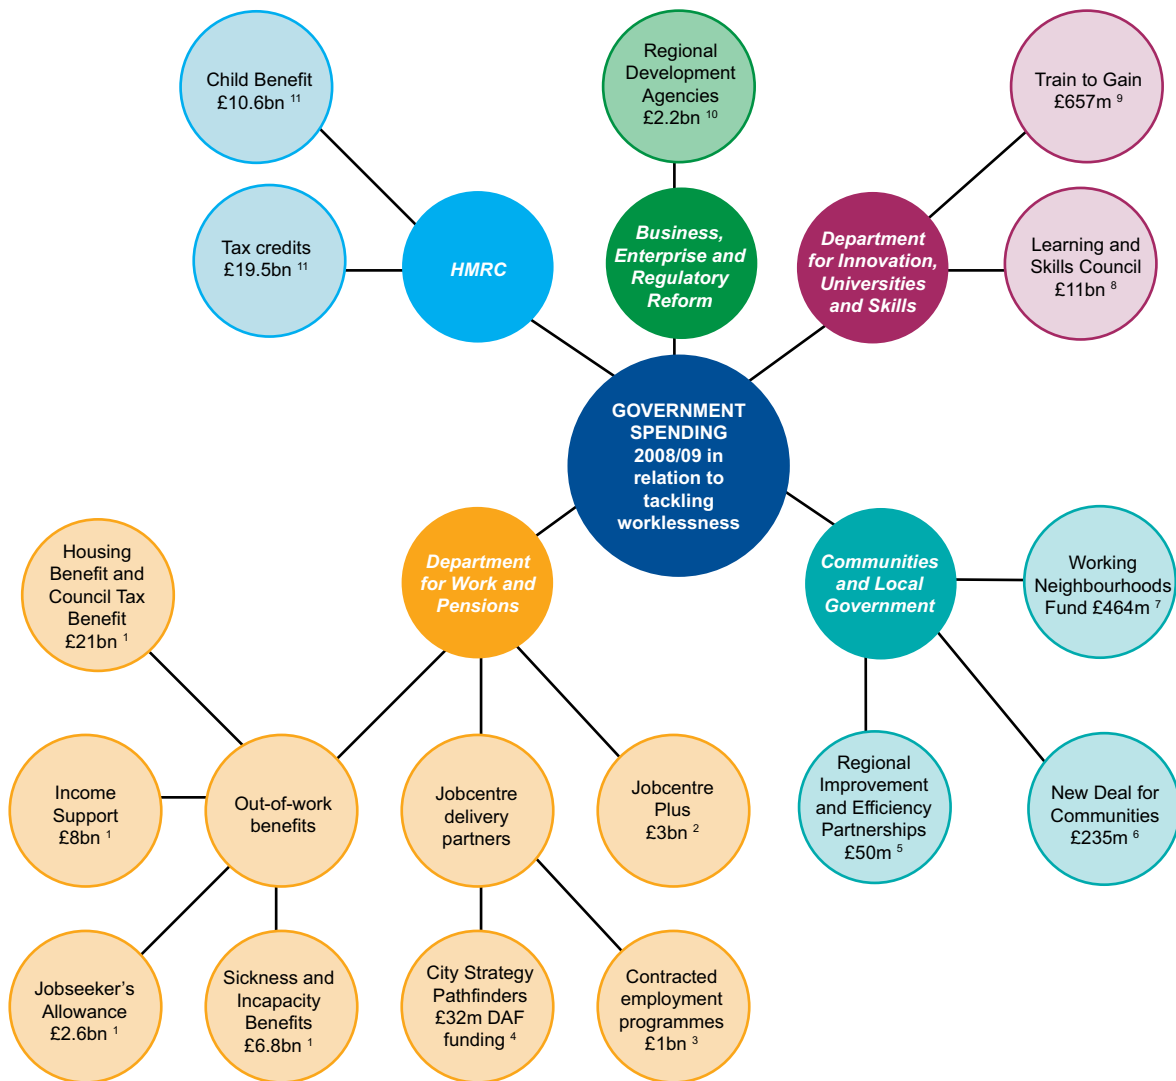 Child Benefit
£10.6bn 11
Regional
Development
Agencies
£2.2bn 10
Train to Gain
£657m 9
Tax credits
£19.5bn 11
HMRC
Business,
Enterprise and
Regulatory
Reform
Department
for Innovation,
Universities
and Skills
Learning and
Skills Council
£11bn 8
GOVERNMENT
SPENDING
2008/09 in
relation to
tackling
worklessness
Housing
Benefit and
Council Tax
Benefit
£21bn 1
Department
for Work and
Pensions
Communities
and Local
Government
Working
Neighbourhoods
Fund £464m 7
Income
Support
£8bn 1
Out-of-work
benefits
Jobcentre
delivery
partners
Jobcentre
Plus
£3bn 2
Regional
Improvement
and Efficiency
Partnerships
£50m 5
New Deal for
Communities
£235m 6
Jobseeker’s
Allowance
£2.6bn 1
Sickness and
Incapacity
Benefits
£6.8bn 1
City Strategy
Pathfinders
£32m DAF
funding 4
Contracted
employment
programmes
£1bn 3